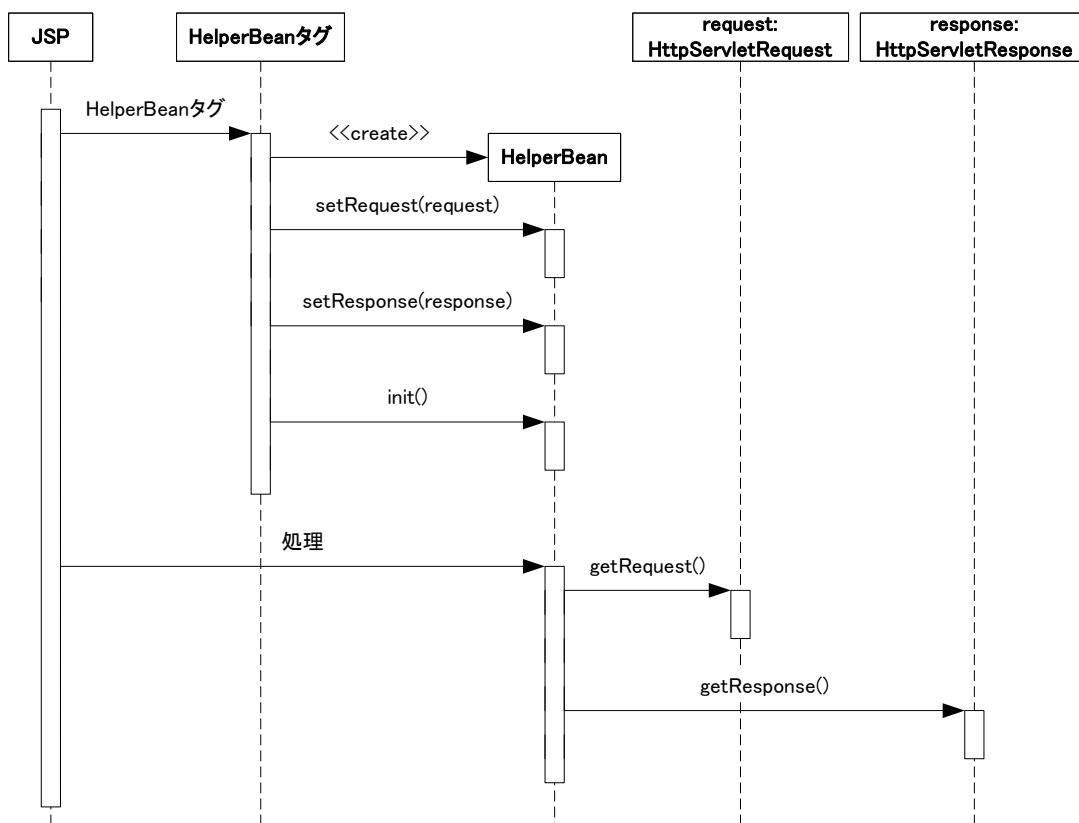 JSP
HelperBeanタグ
request:
HttpServletRequest
response:
HttpServletResponse
HelperBeanタグ
<<create>>
HelperBean
setRequest(request)
setResponse(response)
init()
処理
getRequest()
getResponse()